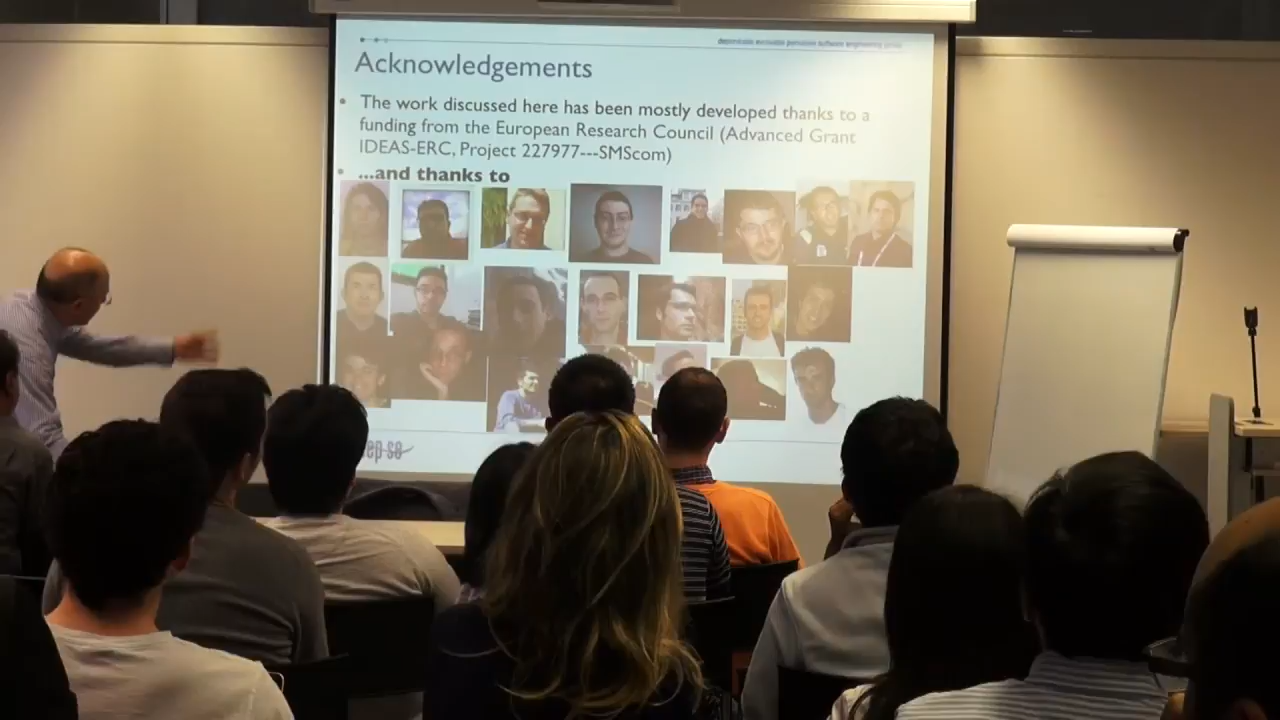 Acknowledgements
• The work discussed here has been mostly developed thanks to a
funding from the European Research Council (Advanced Grant
IDEAS-ERC, Project 227977---SMScom)
• ...and thanks to